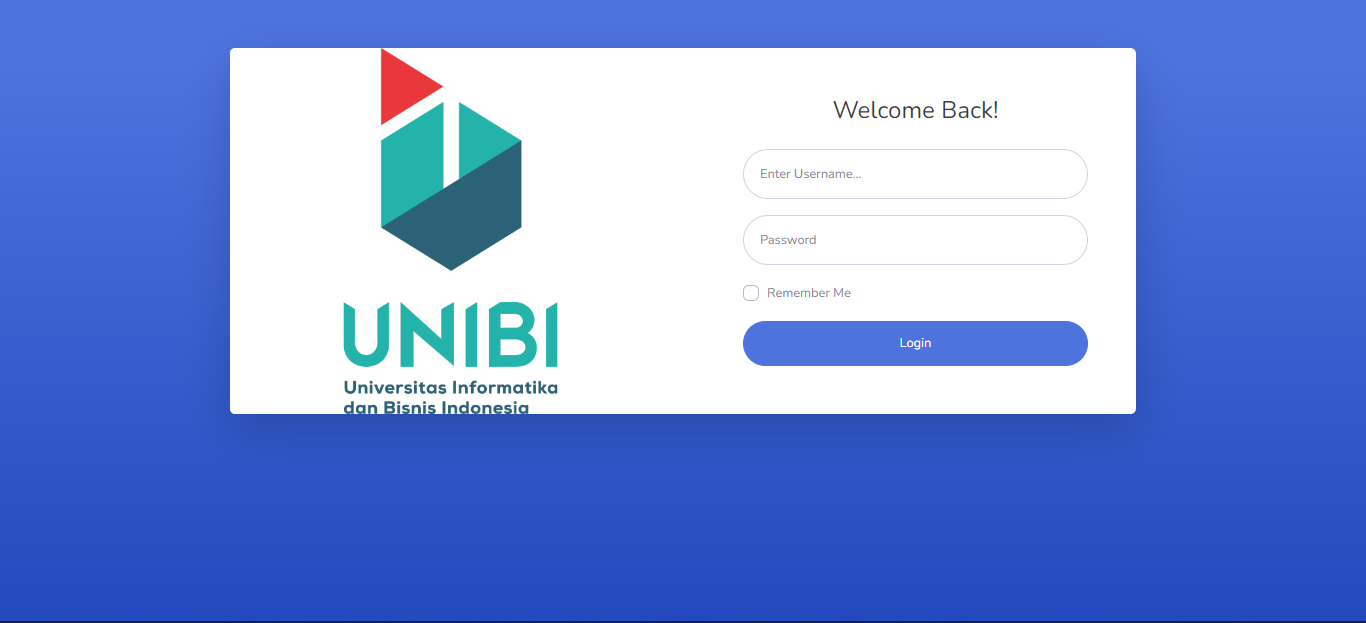 UNIBI
Universitas Informatika
dan Bisnis Indonesia
Welcome Back!
Enter Username...
Password
Remember Me
Login